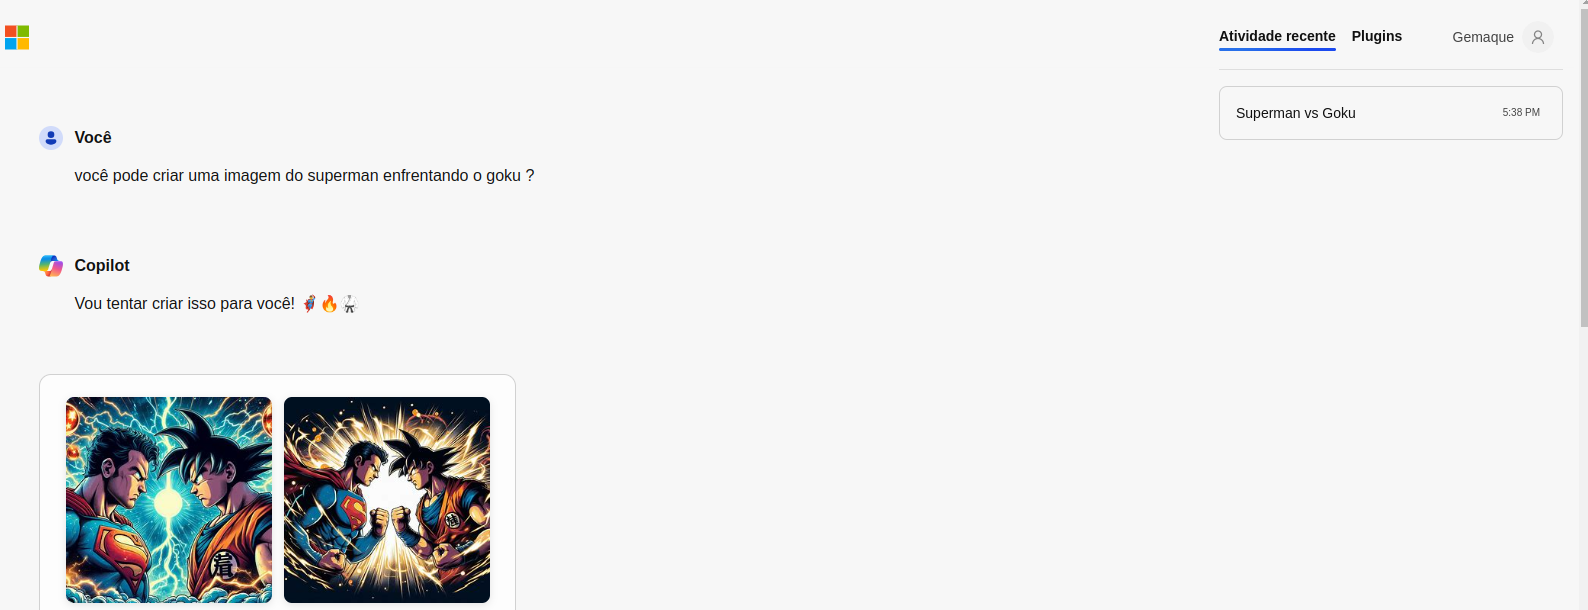 Atividade recente
Plugins
Gemaque
Superman vs Goku
5:38 PM
Você
você pode criar uma imagem do superman enfrentando o goku ?
Copilot
Vou tentar criar isso para você! 🦸🔥🥋